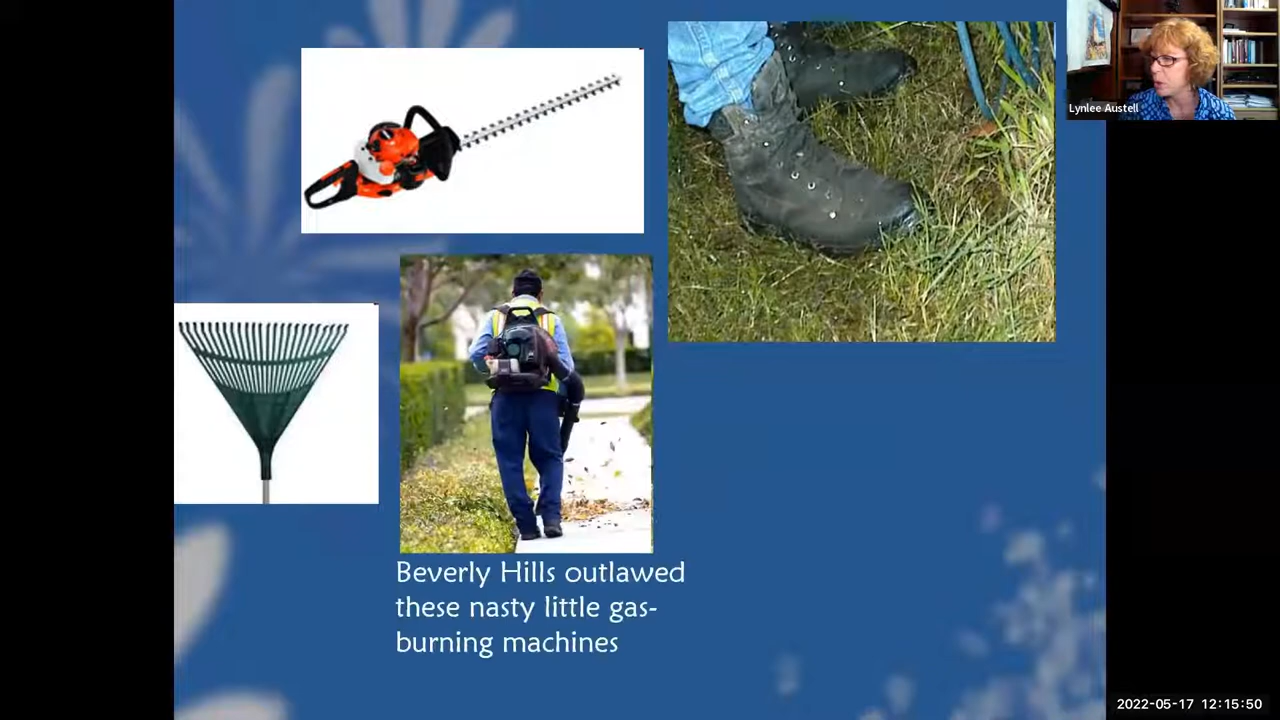 Lynlee Austell
Beverly Hills outlawed
these nasty little gas-
burning machines
2022-05-17 12:15:50